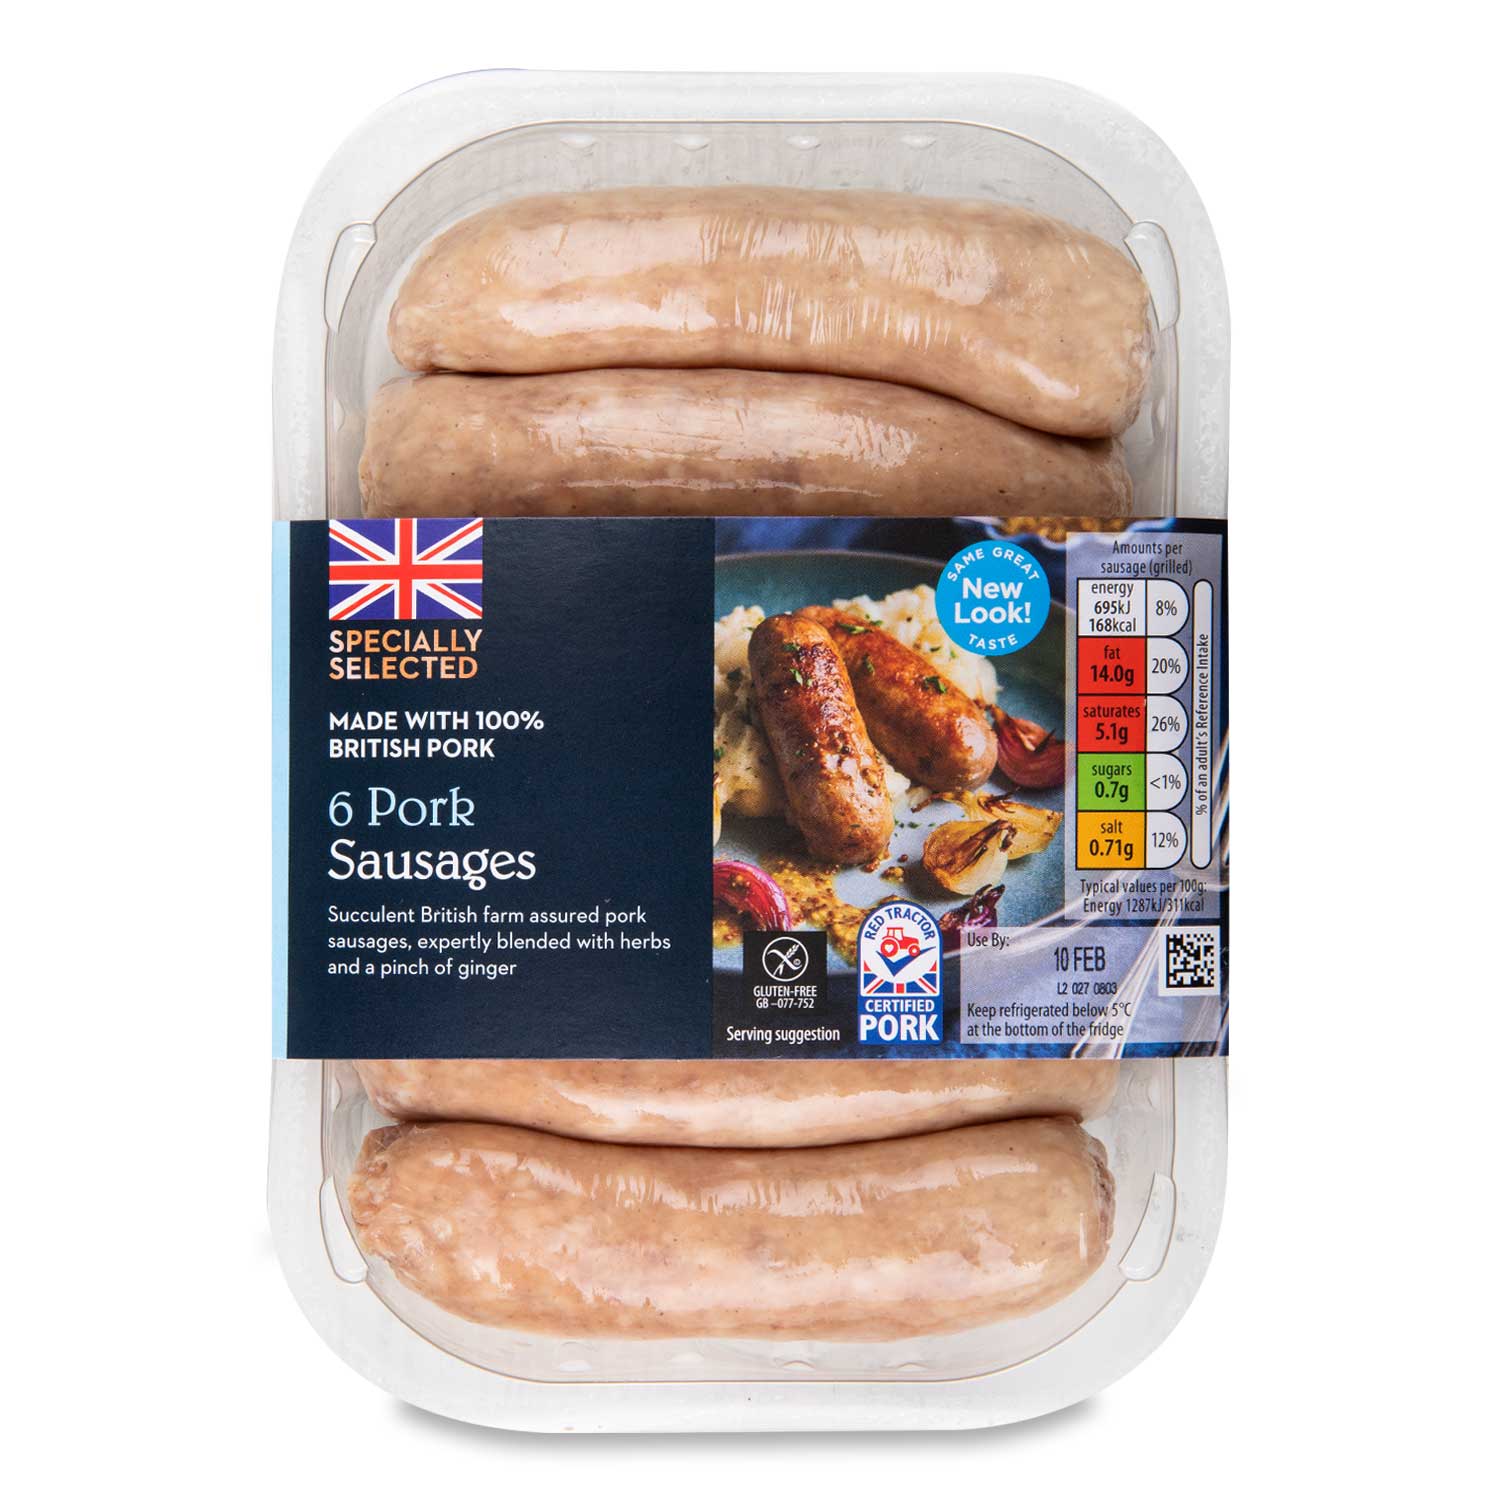 SPECIALLY
SELECTED
MADE WITH 100%
BRITISH PORK
6 Pork
Sausages
Succulent British farm assured pork
sausages, expertly blended with herbs
and a pinch of ginger
SAME GREAT
New
Look!
TASTE
GLUTEN-FREE
GB-077-752
Serving suggestion
RED TRACTOR
CERTIFIED
PORK
Amounts per
sausage (grilled)
energy
695kJ
168kcal
8%
fat
14.0g
20%
saturates
5.1g
26%
sugars
0.7g
<1%
salt
0.71g
12%
% of an adult's Reference Intake
Typical values per 100g:
Energy 1287kJ/311kcal
Use By:
10 FEB
L2 027 0803
Keep refrigerated below 5°C
at the bottom of the fridge